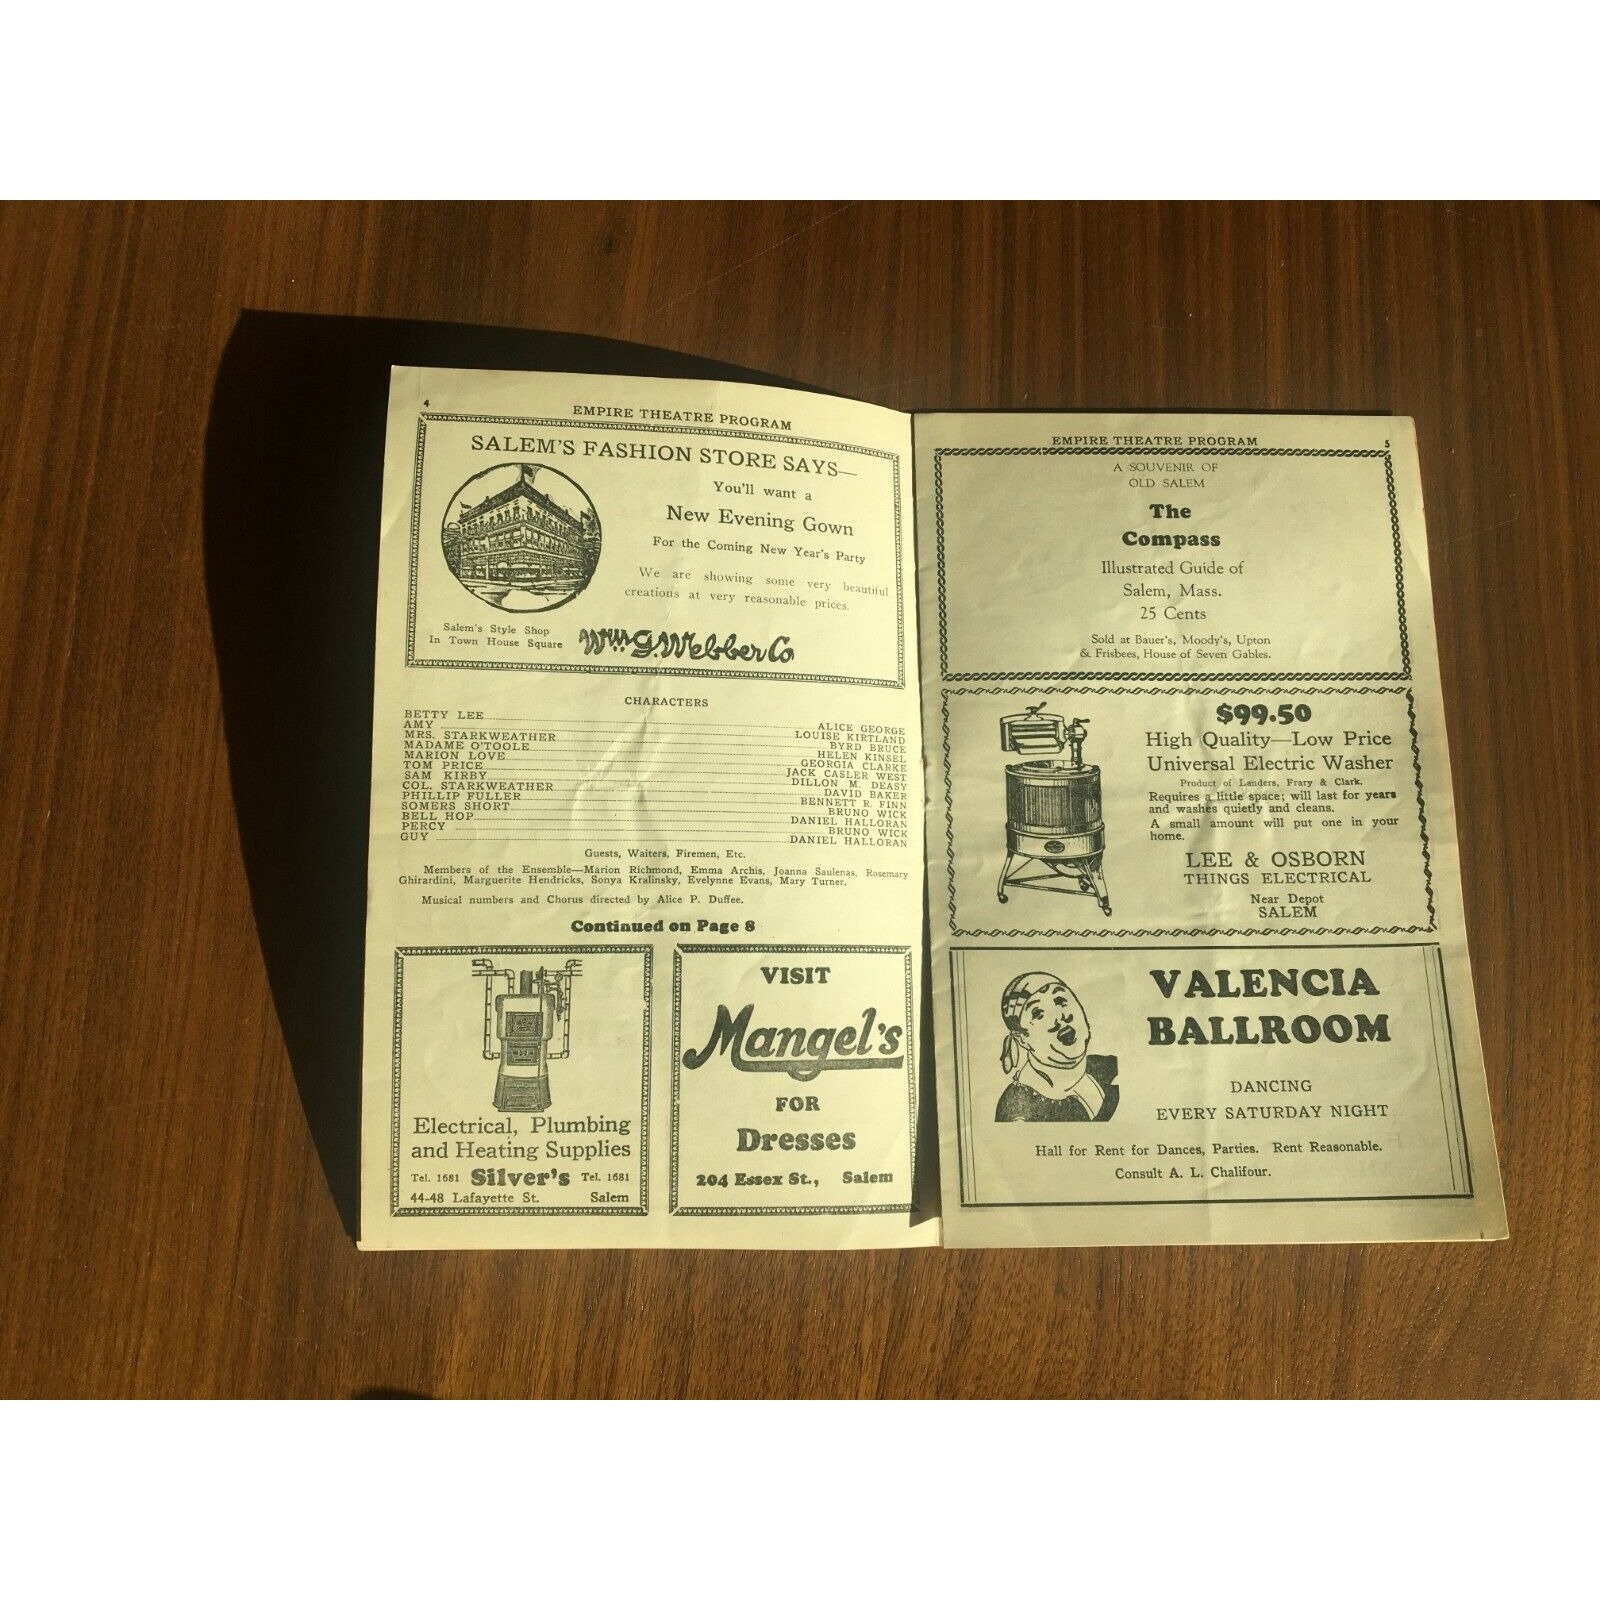 4
EMPIRE THEATRE PROGRAM
SALEM'S FASHION STORE SAYS—
You'll want a
New Evening Gown
For the Coming New Year's Party
We are showing some very beautiful
creations at very reasonable prices.
Salem's Style Shop
In Town House Square
Wm. G. Webber Co
CHARACTERS
BETTY LEE ALICE GEORGE
AMY LOUISE KIRTLAND
MRS. STARKWEATHER BYRD BRUCE
MADAME O'TOOLE HELEN KINSEL
MARION LOVE GEORGIA CLARKE
TOM PRICE JACK CASLER WEST
SAM KIRBY DILLON M. DEASY
COL. STARKWEATHER DAVID BAKER
PHILLIP FULLER BENNETT R. FINN
SOMERS SHORT BRUNO WICK
BELL HOP DANIEL HALLORAN
PERCY BRUNO WICK
GUY DANIEL HALLORAN
Guests, Waiters, Firemen, Etc.
Members of the Ensemble—Marion Richmond, Emma Archis, Joanna Saulenas, Rosemary
Ghirardini, Marguerite Hendricks, Sonya Kralinsky, Evelynne Evans, Mary Turner.
Musical numbers and Chorus directed by Alice P. Duffee.
Continued on Page 8
Electrical, Plumbing
and Heating Supplies
Tel. 1681 Silver's Tel. 1681
44-48 Lafayette St. Salem
VISIT
Mangel's
FOR
Dresses
204 Essex St., Salem
EMPIRE THEATRE PROGRAM
5
A SOUVENIR OF
OLD SALEM
The
Compass
Illustrated Guide of
Salem, Mass.
25 Cents
Sold at Bauer's, Moody's, Upton
& Frisbees, House of Seven Gables.
$99.50
High Quality—Low Price
Universal Electric Washer
Product of Landers, Frary & Clark.
Requires a little space; will last for years
and washes quietly and cleans.
A small amount will put one in your
home.
LEE & OSBORN
THINGS ELECTRICAL
Near Depot
SALEM
VALENCIA
BALLROOM
DANCING
EVERY SATURDAY NIGHT
Hall for Rent for Dances, Parties. Rent Reasonable.
Consult A. L. Chalifour.